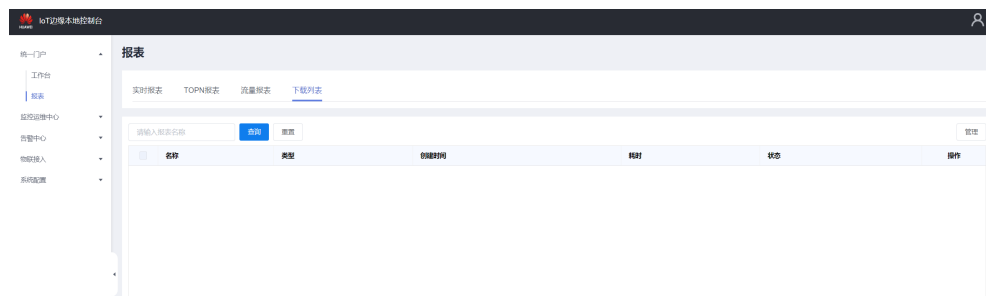 HUAWEI IoT边缘本地控制台
统一门户
工作台
报表
监控运维中心
告警中心
物联接入
系统配置
报表
实时报表 TOPN报表 流量报表 下载列表
请输入报表名称 查询 重置 管理
名称 类型 创建时间 耗时 状态 操作